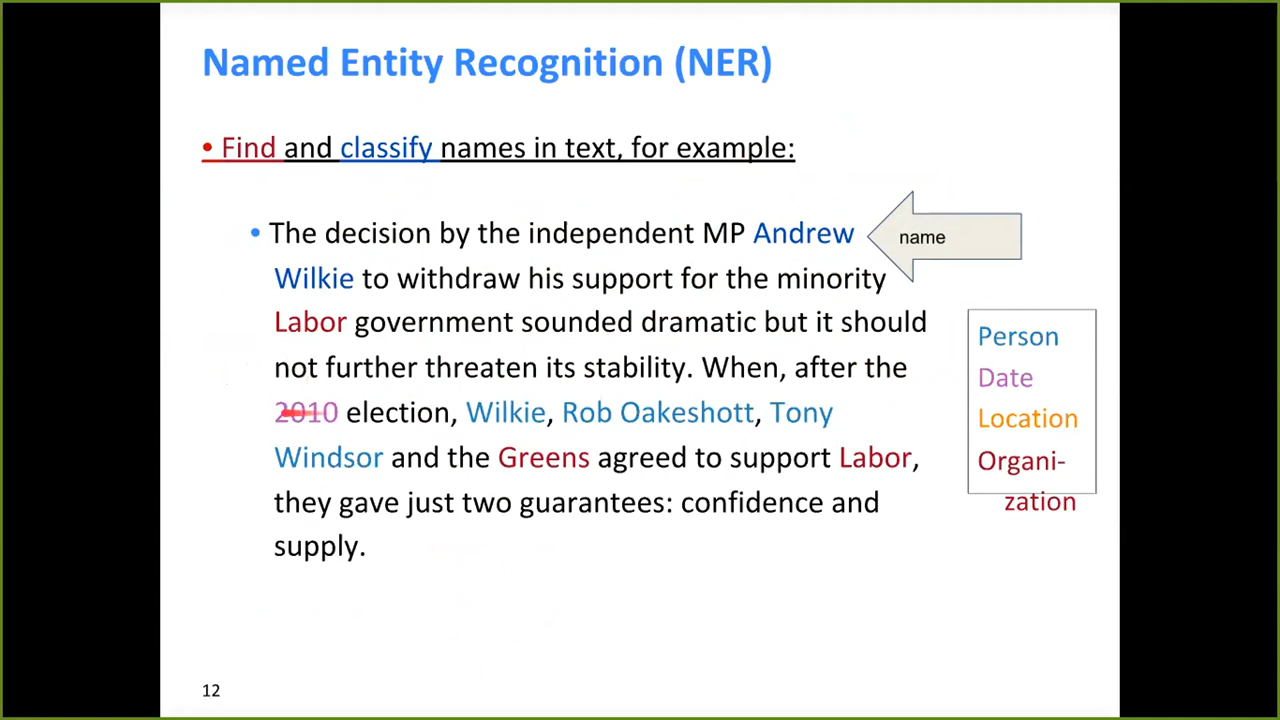 Named Entity Recognition (NER)
• Find and classify names in text, for example:
• The decision by the independent MP Andrew
Wilkie to withdraw his support for the minority
Labor government sounded dramatic but it should
not further threaten its stability. When, after the
2010 election, Wilkie, Rob Oakeshott, Tony
Windsor and the Greens agreed to support Labor,
they gave just two guarantees: confidence and
supply.
name
Person
Date
Location
Organi-
zation
12